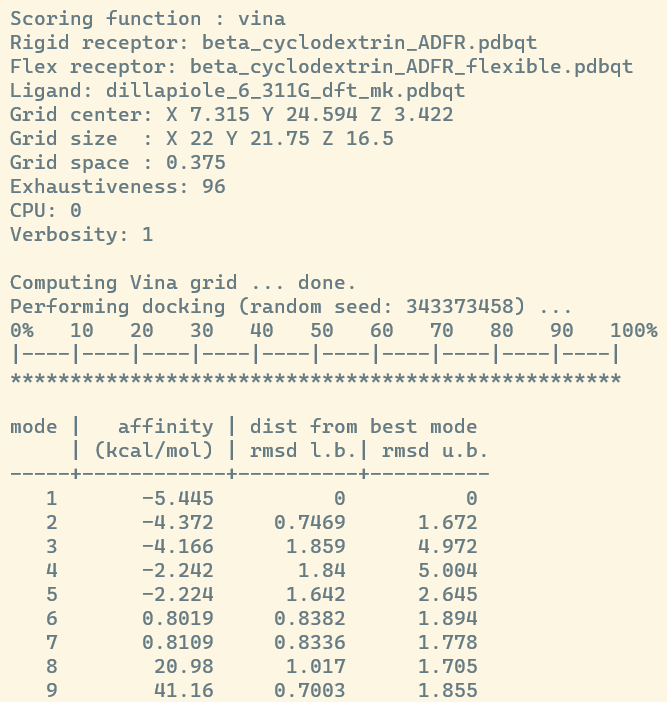 Scoring function : vina
Rigid receptor: beta_cyclodextrin_ADFR.pdbqt
Flex receptor: beta_cyclodextrin_ADFR_flexible.pdbqt
Ligand: dillapiole_6_311G_dft_mk.pdbqt
Grid center: X 7.315 Y 24.594 Z 3.422
Grid size  : X 22 Y 21.75 Z 16.5
Grid space : 0.375
Exhaustiveness: 96
CPU: 0
Verbosity: 1

Computing Vina grid ... done.
Performing docking (random seed: 343373458) ...
0%   10   20   30   40   50   60   70   80   90   100%
|----|----|----|----|----|----|----|----|----|----|
***************************************************

mode |   affinity | dist from best mode
     | (kcal/mol) | rmsd l.b.| rmsd u.b.
-----+------------+----------+----------
   1       -5.445          0          0
   2       -4.372     0.7469      1.672
   3       -4.166      1.859      4.972
   4       -2.242       1.84      5.004
   5       -2.224      1.642      2.645
   6       0.8019     0.8382      1.894
   7       0.8109     0.8336      1.778
   8        20.98      1.017      1.705
   9        41.16     0.7003      1.855